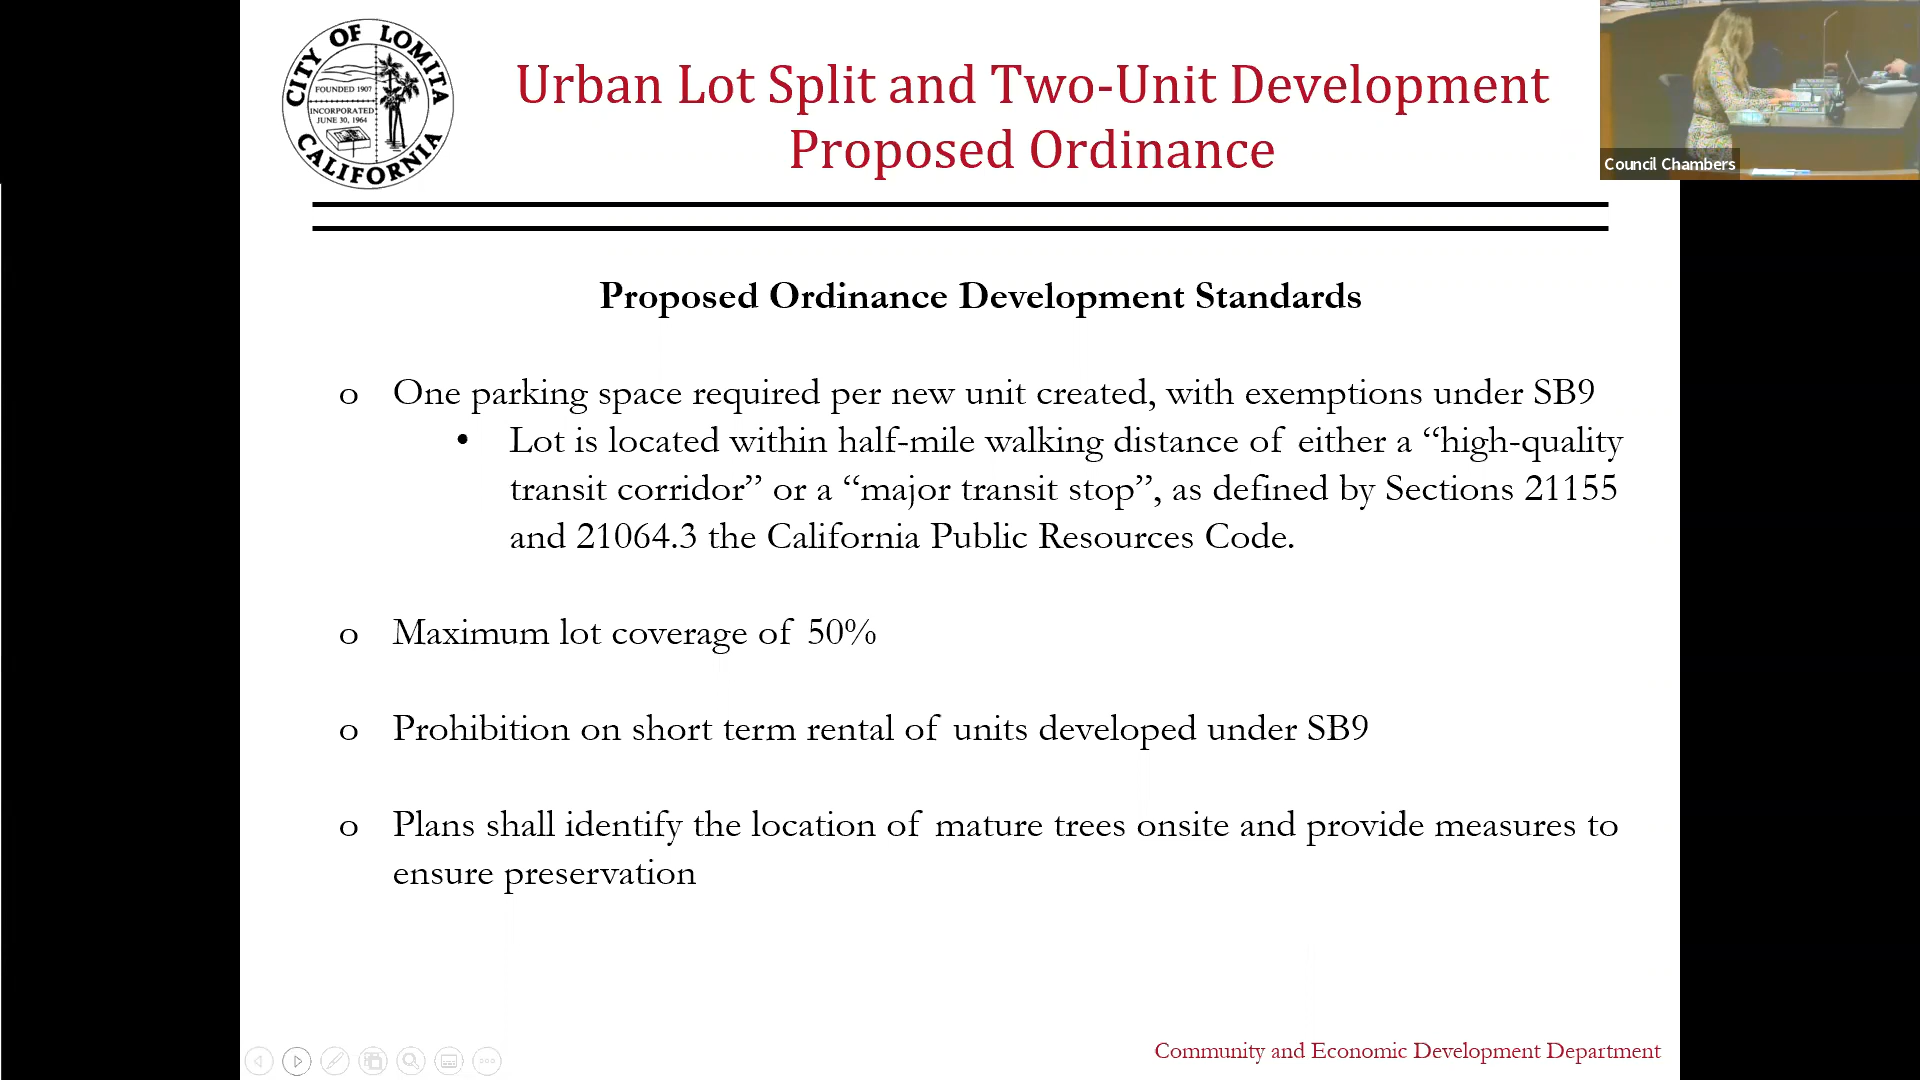 CITY OF LOMITA
FOUNDED 1907
INCORPORATED
JUNE 30, 1964
CALIFORNIA
Urban Lot Split and Two-Unit Development
Proposed Ordinance
Council Chambers
Proposed Ordinance Development Standards
o One parking space required per new unit created, with exemptions under SB9
• Lot is located within half-mile walking distance of either a “high-quality
transit corridor” or a “major transit stop”, as defined by Sections 21155
and 21064.3 the California Public Resources Code.
o Maximum lot coverage of 50%
o Prohibition on short term rental of units developed under SB9
o Plans shall identify the location of mature trees onsite and provide measures to
ensure preservation
Community and Economic Development Department